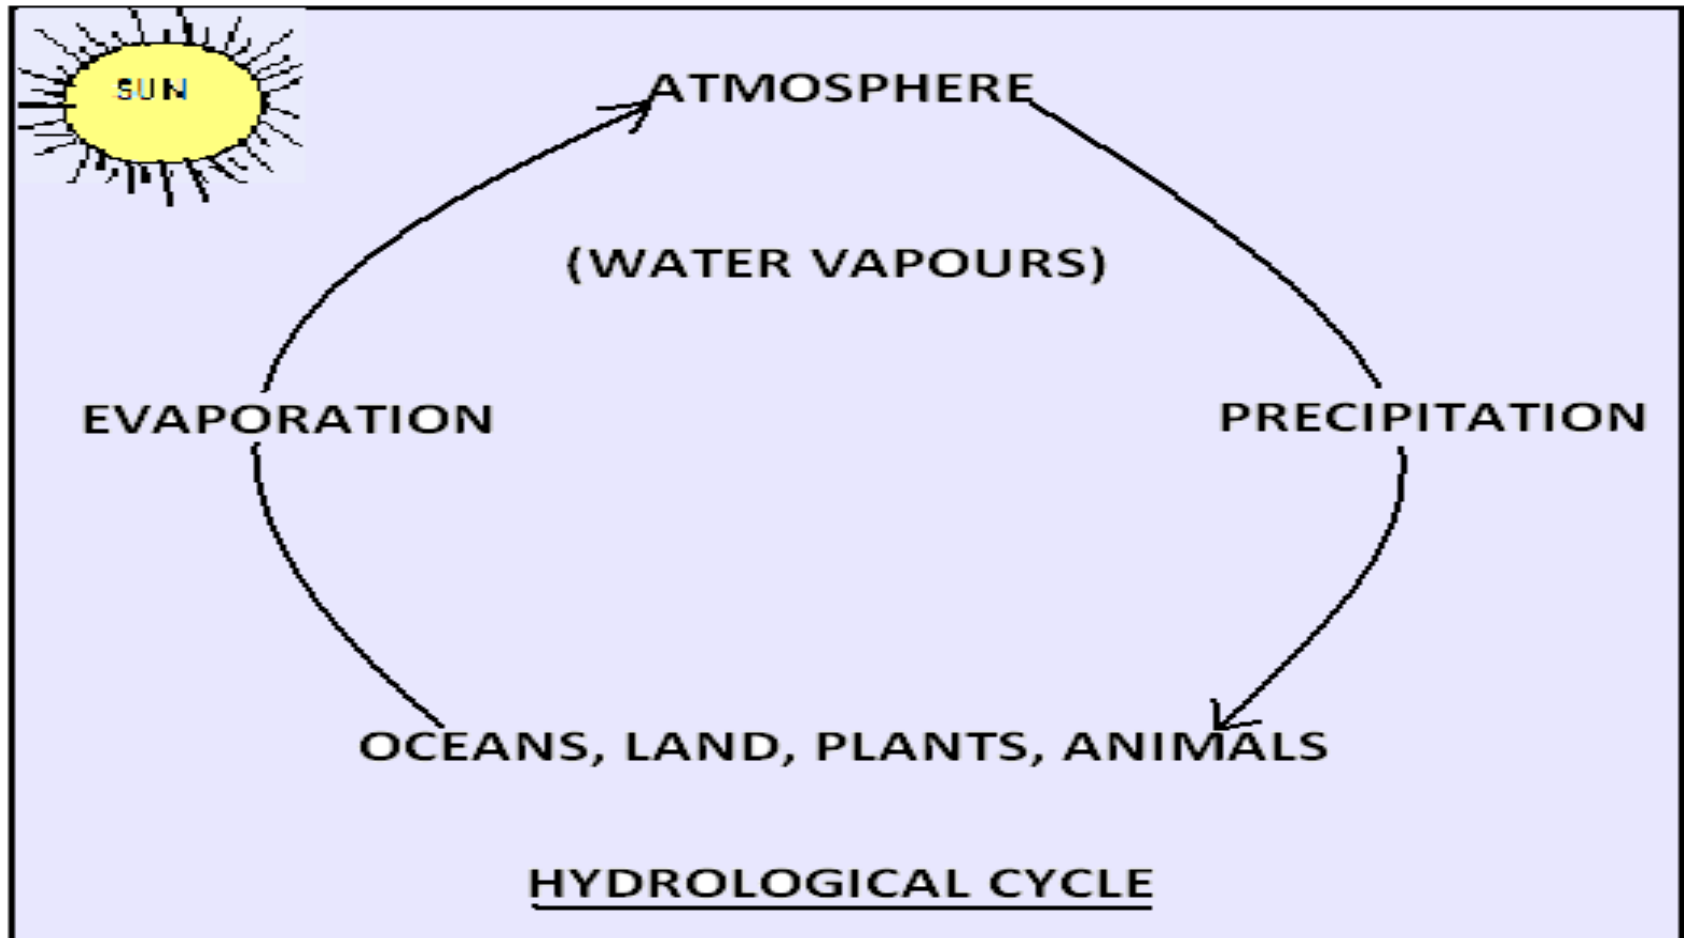 SUN
ATMOSPHERE
(WATER VAPOURS)
EVAPORATION
PRECIPITATION
OCEANS, LAND, PLANTS, ANIMALS
HYDROLOGICAL CYCLE